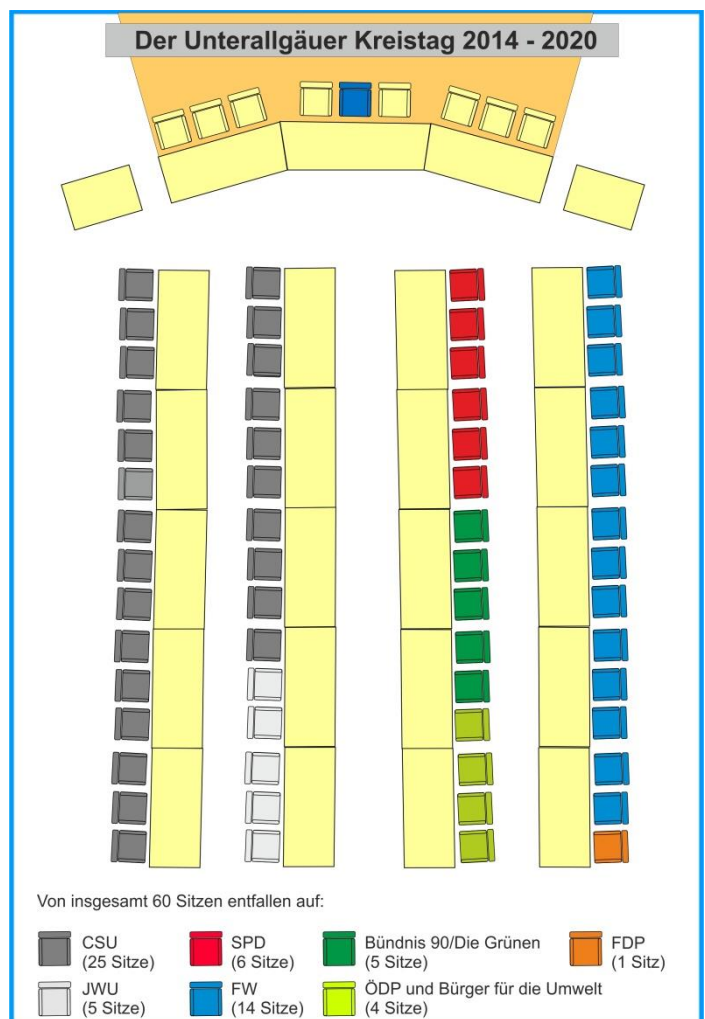 Der Unterallgäuer Kreistag 2014 - 2020
Von insgesamt 60 Sitzen entfallen auf:
CSU
(25 Sitze)
SPD
(6 Sitze)
Bündnis 90/Die Grünen
(5 Sitze)
FDP
(1 Sitz)
JWU
(5 Sitze)
FW
(14 Sitze)
ÖDP und Bürger für die Umwelt
(4 Sitze)